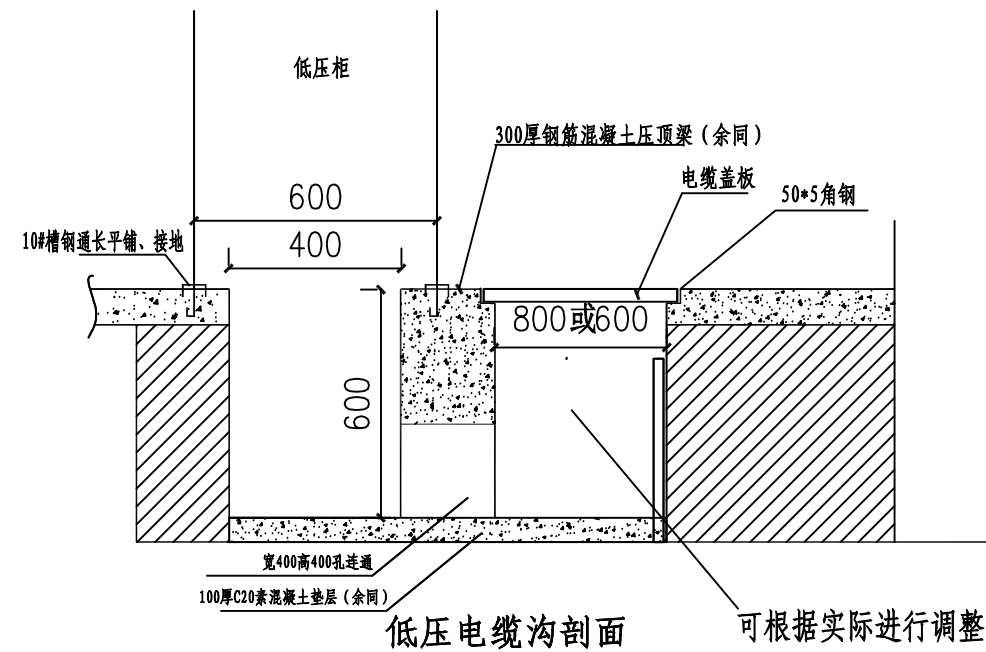 低压柜
300厚钢筋混凝土压顶梁（余同）
电缆盖板
50*5角钢
600
10#槽钢通长平铺、接地
400
800或600
600
宽400高400孔连通
100厚C20素混凝土垫层（余同）
低压电缆沟剖面
可根据实际进行调整